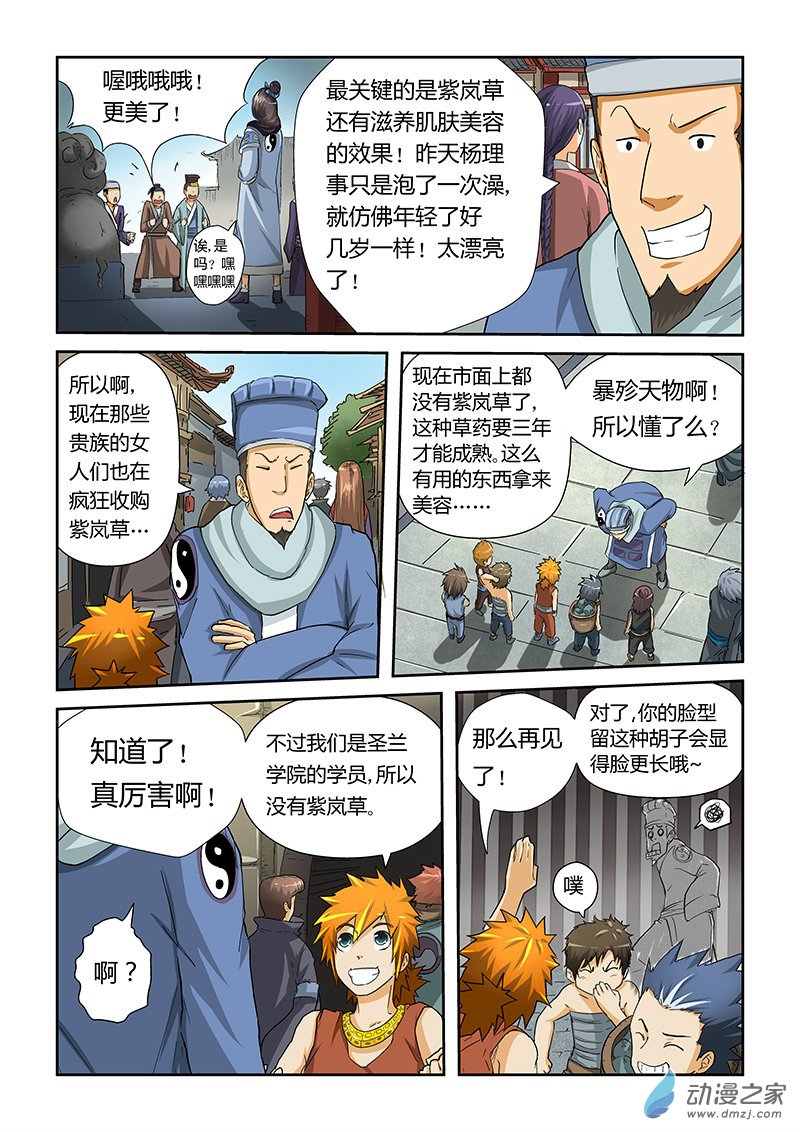 喔哦哦哦！
更美了！
诶，是
吗？嘿
嘿嘿嘿
最关键的是紫岚草
还有滋养肌肤美容
的效果！昨天杨理
事只是泡了一次澡，
就仿佛年轻了好
几岁一样！太漂亮
了！
所以啊，
现在那些
贵族的女
人们也在
疯狂收购
紫岚草…
现在市面上都
没有紫岚草了，
这种草药要三年
才能成熟。这么
有用的东西拿来
美容……
暴殄天物啊！
所以懂了么？
知道了！
真厉害啊！
啊？
不过我们是圣兰
学院的学员，所以
没有紫岚草。
那么再见
了！
对了，你的脸型
留这种胡子会显
得脸更长哦~
噗
动漫之家
www.dmzj.com